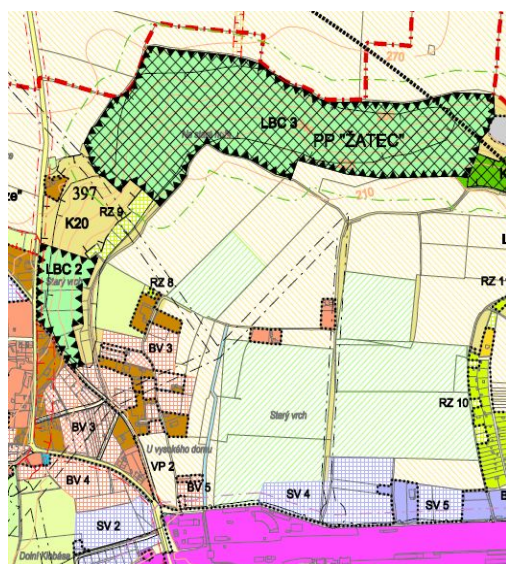 270
LBC 3
PP "ŽATEC"
397
210
K20
RZ 9
LBC 2
Starý vrch
RZ 8
RZ 11
BV 3
RZ 10
Starý vrch
BV 3
U vysokého domu
VP 2
BV 4
BV 5
SV 4
SV 5
SV 2